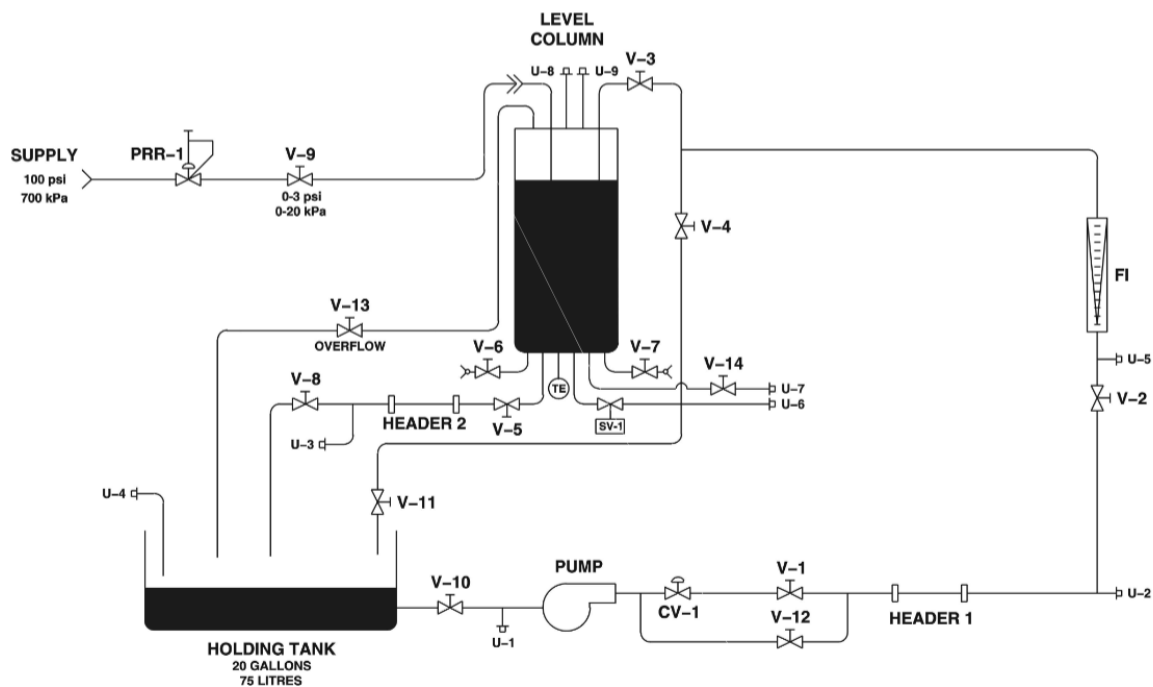 LEVEL
COLUMN
U–8
U–9
V–3
SUPPLY
100 psi
700 kPa
PRR–1
V–9
0-3 psi
0-20 kPa
V–4
FI
V–13
OVERFLOW
V–6
V–7
V–14
U–5
V–8
TE
U–7
U–6
V–2
HEADER 2
V–5
SV-1
U–3
U–4
V–11
V–10
PUMP
V–1
CV–1
V–12
HEADER 1
U–2
U–1
HOLDING TANK
20 GALLONS
75 LITRES